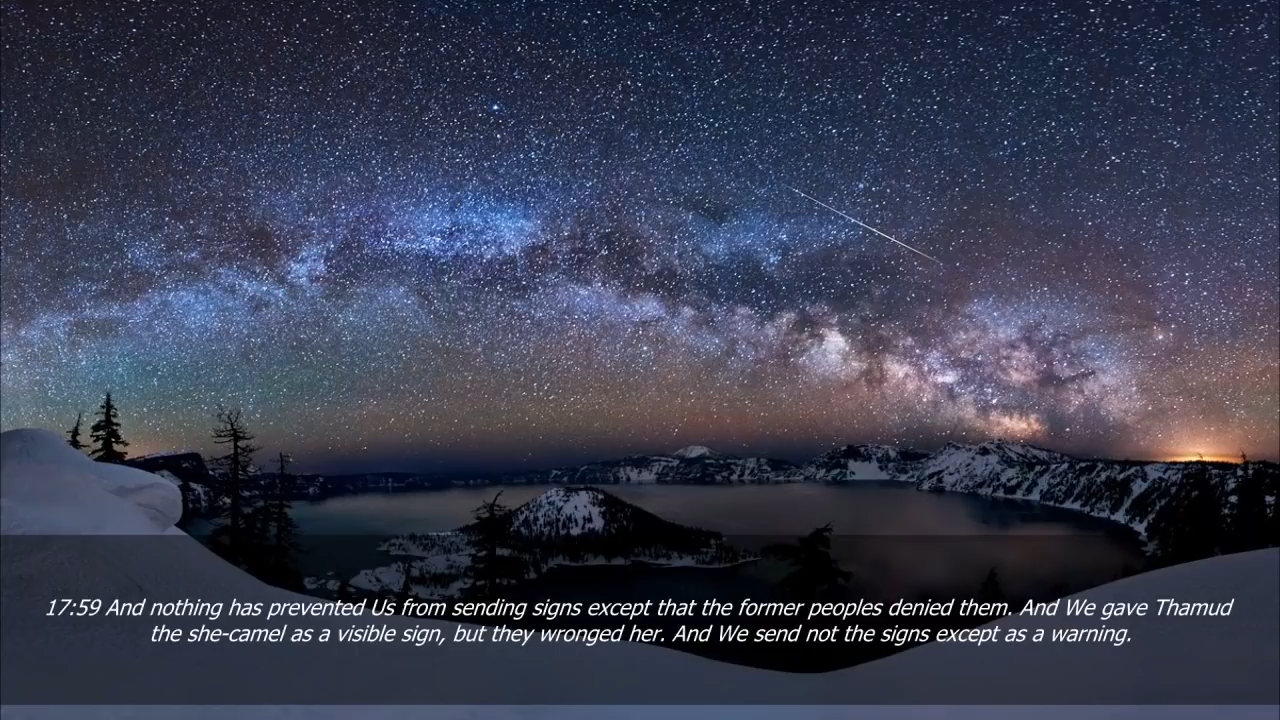 17:59 And nothing has prevented Us from sending signs except that the former peoples denied them. And We gave Thamud
the she-camel as a visible sign, but they wronged her. And We send not the signs except as a warning.